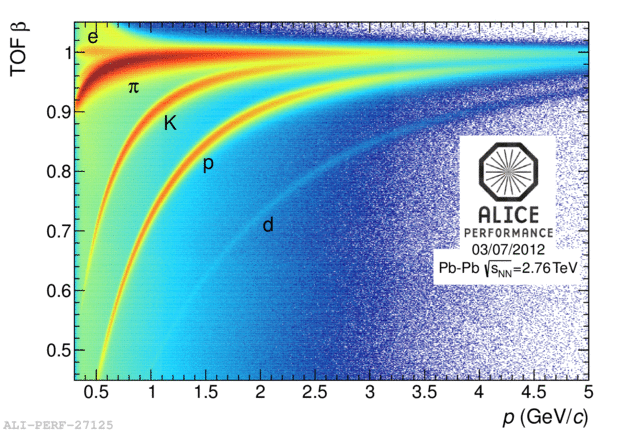 TOF β
e
π
K
p
d
1
0.9
0.8
0.7
0.6
0.5
ALICE
PERFORMANCE
03/07/2012
Pb-Pb √sNN=2.76TeV
0.5 1 1.5 2 2.5 3 3.5 4 4.5 5
p (GeV/c)
ALI-PERF-27125